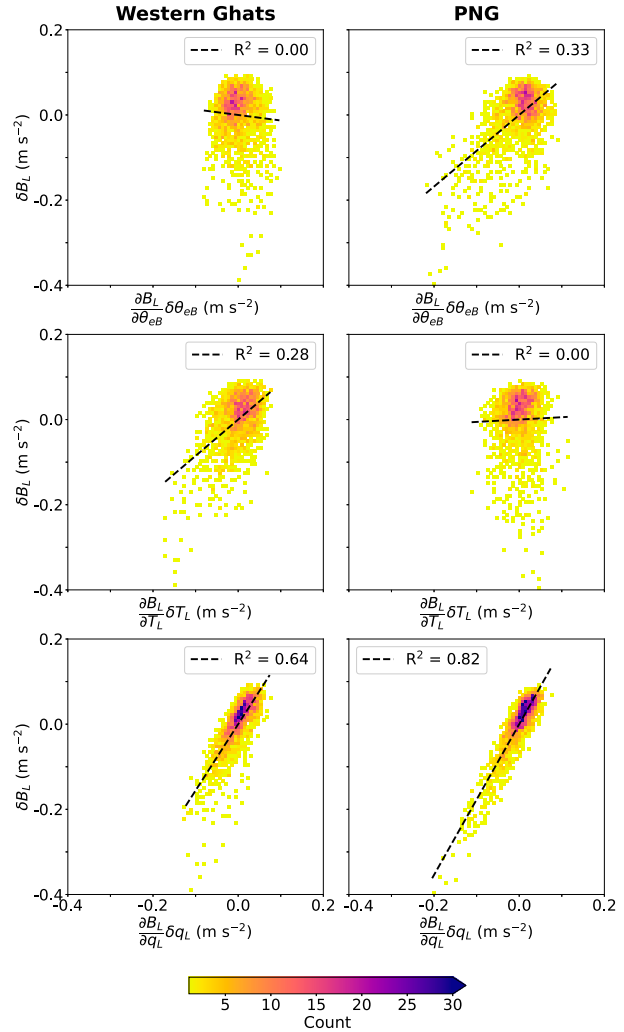 Western Ghats
PNG
0.2
0.0
-0.2
-0.4
δB_L (m s⁻²)
R² = 0.00
R² = 0.33
∂B_L/∂θ_eB δθ_eB (m s⁻²)
∂B_L/∂θ_eB δθ_eB (m s⁻²)
0.2
0.0
-0.2
-0.4
δB_L (m s⁻²)
R² = 0.28
R² = 0.00
∂B_L/∂T_L δT_L (m s⁻²)
∂B_L/∂T_L δT_L (m s⁻²)
0.2
0.0
-0.2
-0.4
δB_L (m s⁻²)
R² = 0.64
R² = 0.82
-0.4 -0.2 0.0 0.2
-0.4 -0.2 0.0 0.2
∂B_L/∂q_L δq_L (m s⁻²)
∂B_L/∂q_L δq_L (m s⁻²)
5 10 15 20 25 30
Count